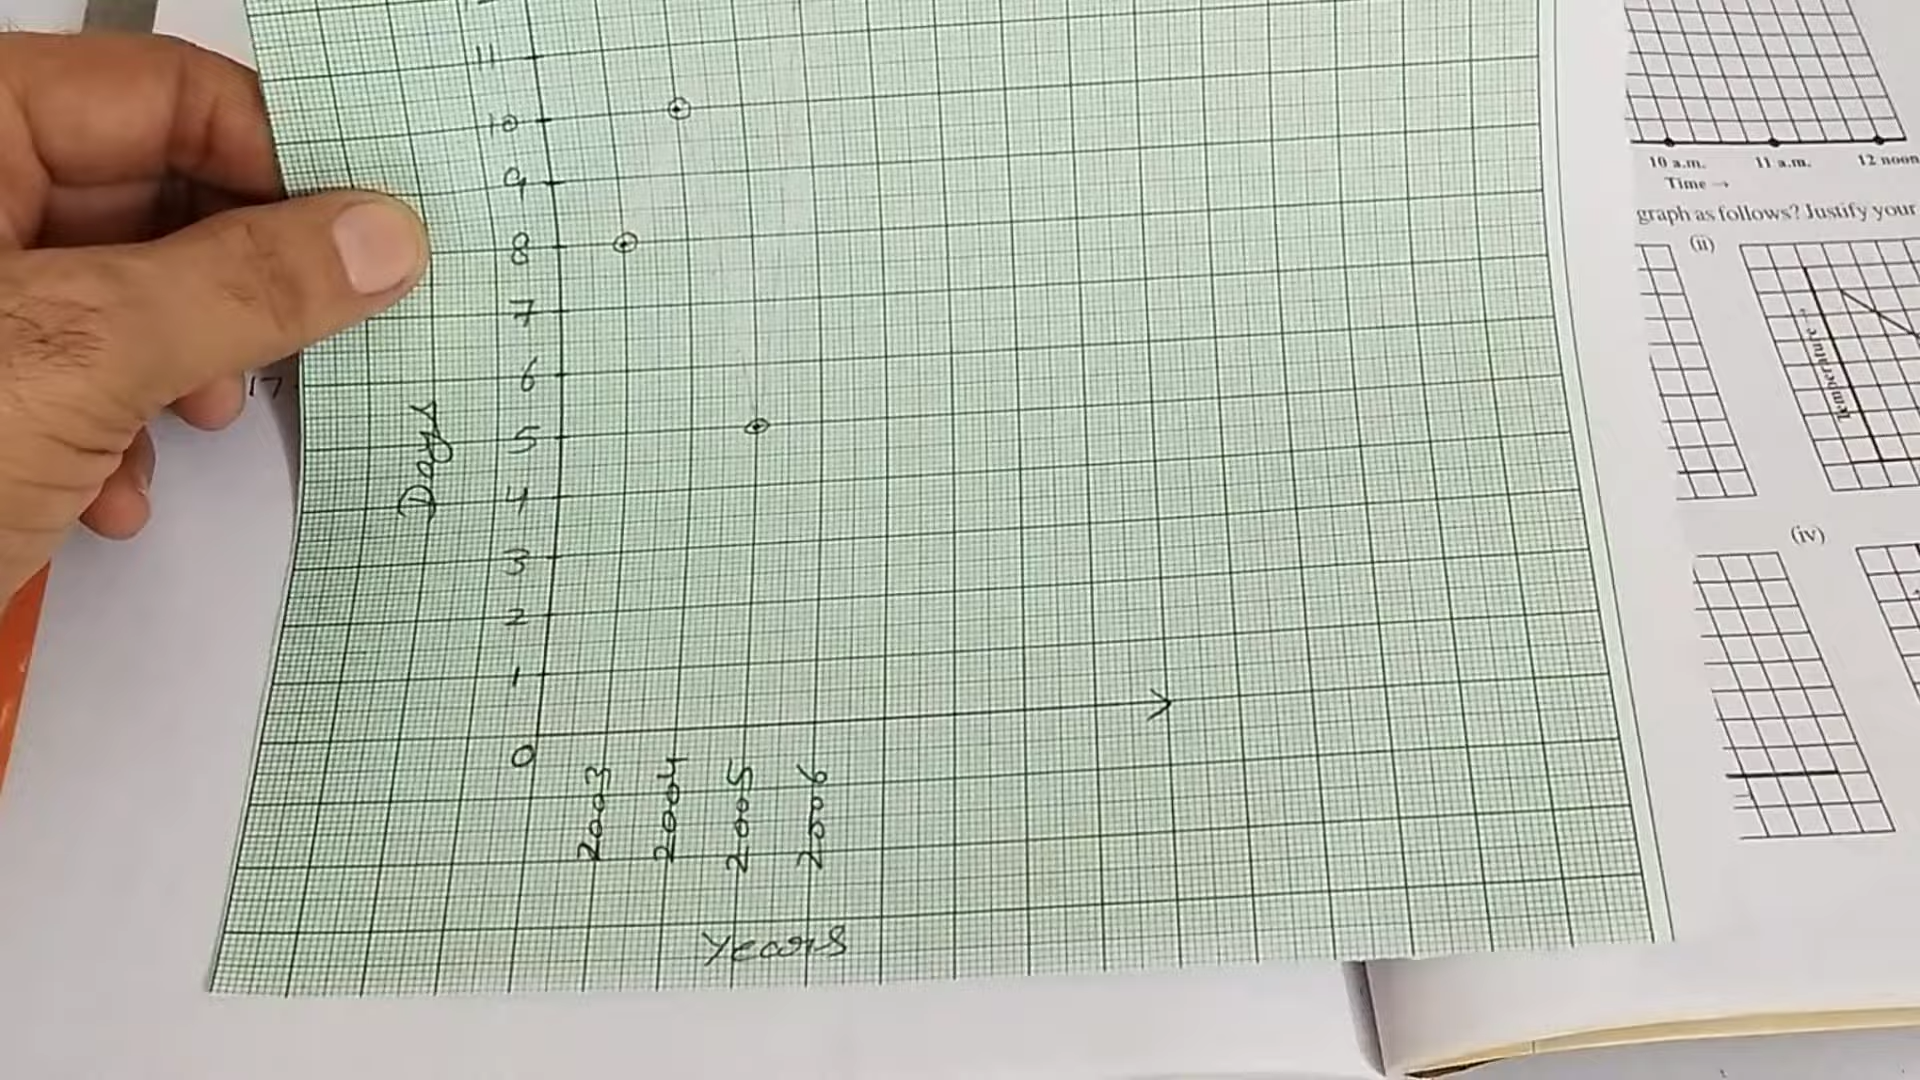 11
10
9
8
7
6
5
4
3
2
1
0
Days
17
2003 2004 2005 2006
Years
10 a.m. 11 a.m. 12 noon
Time →
graph as follows? Justify your
(ii)
Temperature →
(iv)